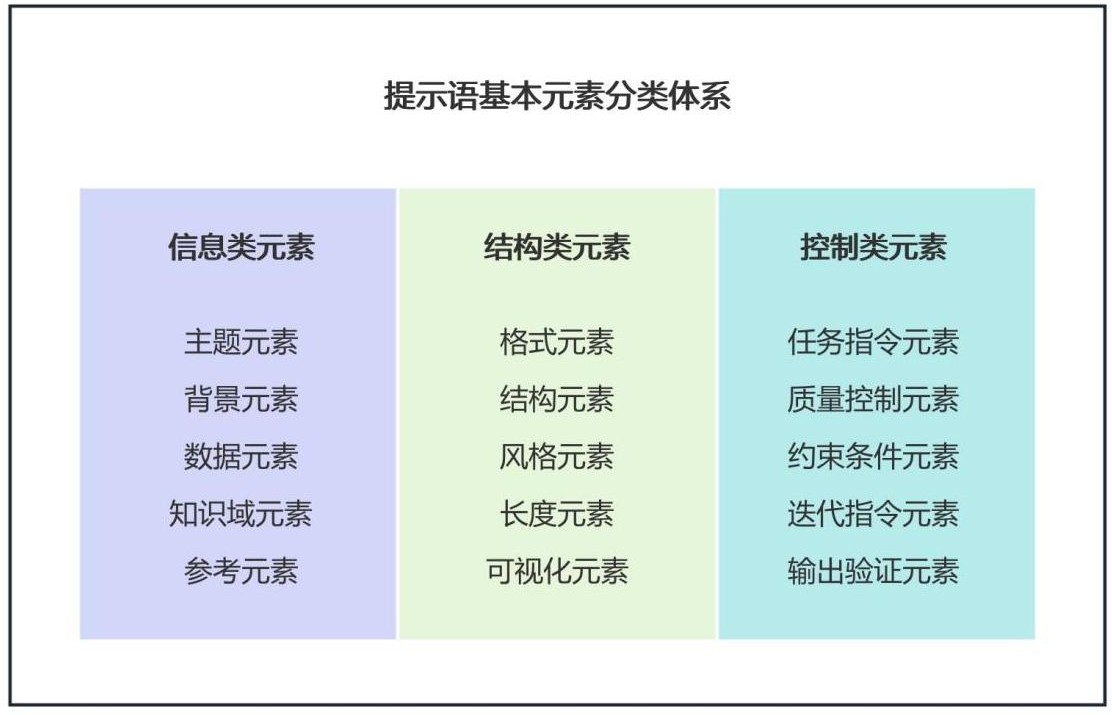 提示语基本元素分类体系
信息类元素
主题元素
背景元素
数据元素
知识域元素
参考元素
结构类元素
格式元素
结构元素
风格元素
长度元素
可视化元素
控制类元素
任务指令元素
质量控制元素
约束条件元素
迭代指令元素
输出验证元素